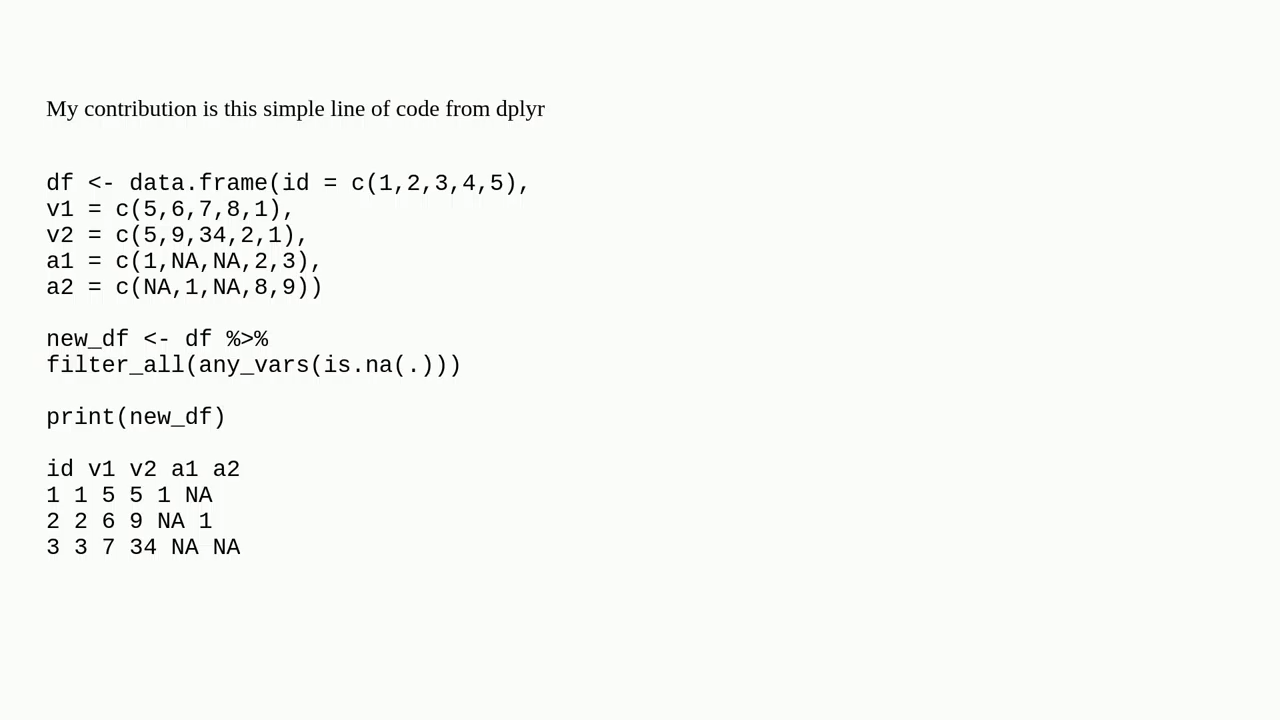 My contribution is this simple line of code from dplyr
df <- data.frame(id = c(1,2,3,4,5),
v1 = c(5,6,7,8,1),
v2 = c(5,9,34,2,1),
a1 = c(1,NA,NA,2,3),
a2 = c(NA,1,NA,8,9))
new_df <- df %>%
filter_all(any_vars(is.na(.)))
print(new_df)
id v1 v2 a1 a2
1 1 5 5 1 NA
2 2 6 9 NA 1
3 3 7 34 NA NA